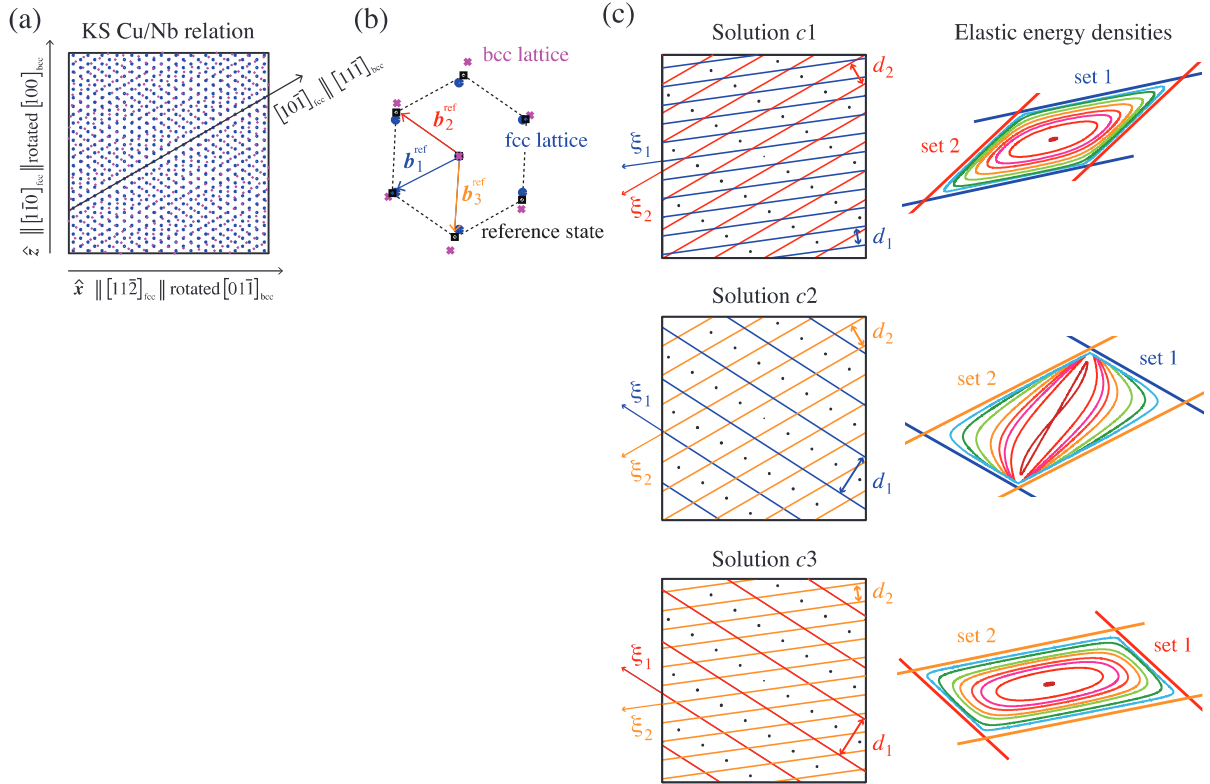 (a)
KS Cu/Nb relation
ẑ ∥ [11̄0]fcc ∥ rotated [100]bcc
[101̄]fcc ∥ [111̄]bcc
x̂ ∥ [112̄]fcc ∥ rotated [011̄]bcc
(b)
bcc lattice
b₂ʳᵉᶠ
fcc lattice
b₁ʳᵉᶠ
b₃ʳᵉᶠ
reference state
(c)
Solution c1
Elastic energy densities
d₂
ξ₁
ξ₂
d₁
set 1
set 2
Solution c2
d₂
ξ₁
ξ₂
d₁
set 2
set 1
Solution c3
d₂
ξ₁
ξ₂
d₁
set 2
set 1